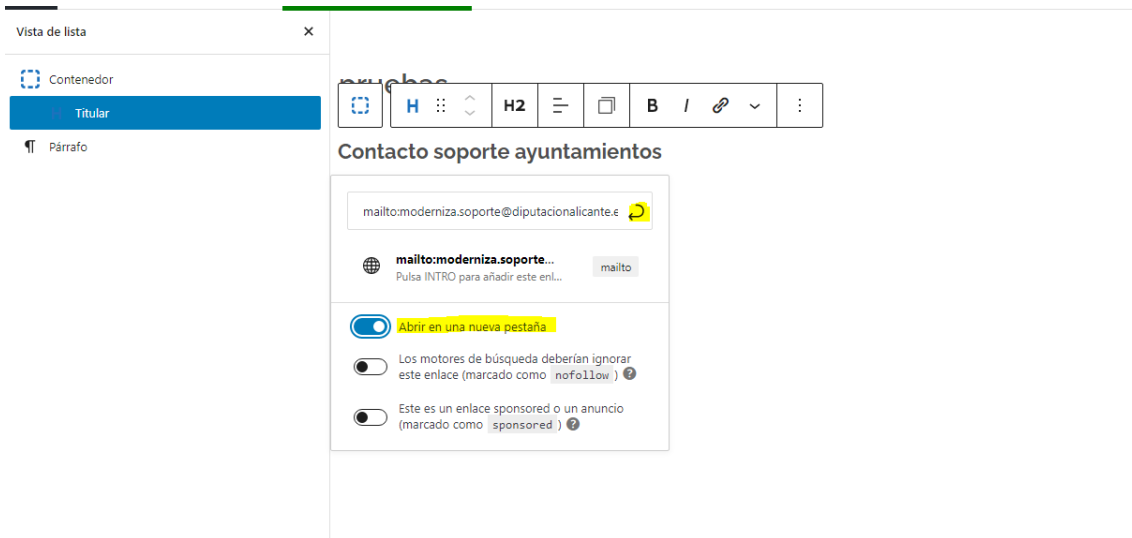 Vista de lista
Contenedor
H Titular
¶ Párrafo
pruebas
H H2 B I
Contacto soporte ayuntamientos
mailto:moderniza.soporte@diputacionalicante.e
mailto:moderniza.soporte...
Pulsa INTRO para añadir este enl...
mailto
Abrir en una nueva pestaña
Los motores de búsqueda deberían ignorar
este enlace (marcado como nofollow )
Este es un enlace sponsored o un anuncio
(marcado como sponsored )